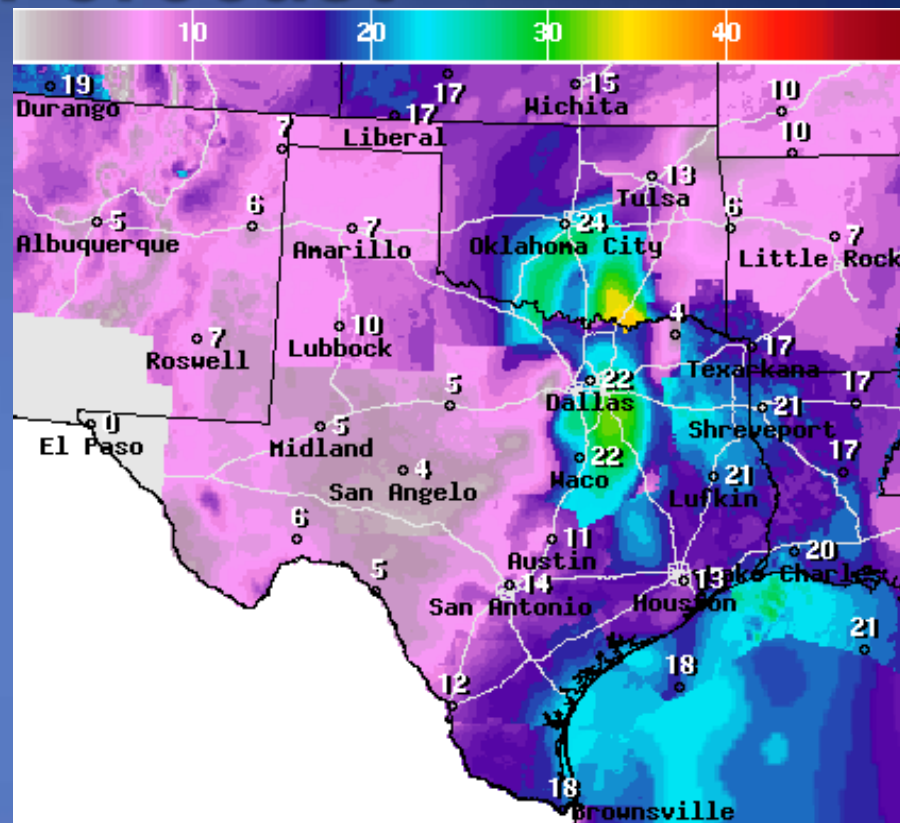 10 20 30 40
19
Durango
17
17
Liberal
15
Wichita
10
10
7
13
Tulsa
5
Albuquerque
6
7
Amarillo
24
Oklahoma City
6
7
Little Rock
7
Roswell
10
Lubbock
4
17
Texarkana
5
22
Dallas
17
21
Shreveport
0
El Paso
5
Midland
4
San Angelo
22
Waco
21
Lufkin
17
6
11
Austin
20
Lake Charles
5
14
San Antonio
13
Houston
21
18
12
18
Brownsville